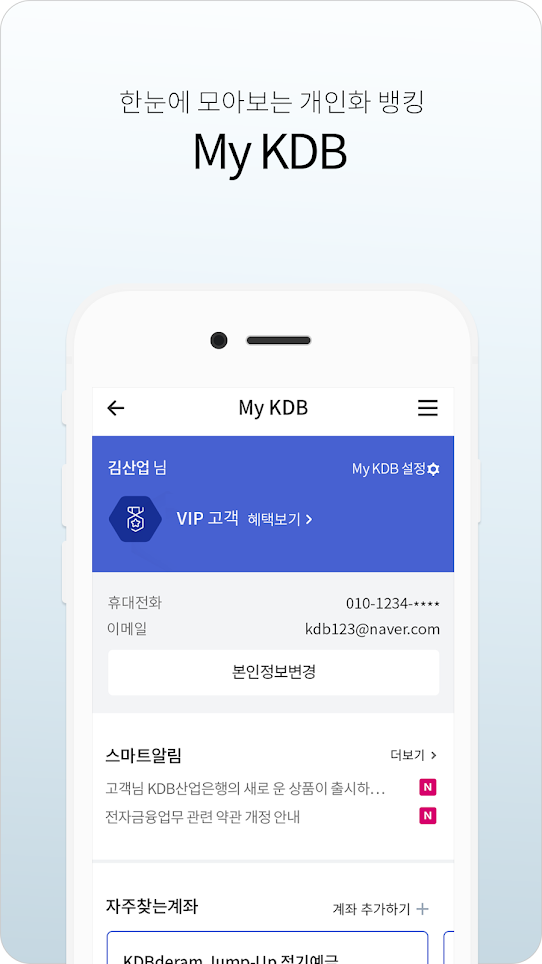 한눈에 모아보는 개인화 뱅킹
My KDB
My KDB
김산업 님
My KDB 설정
VIP 고객 혜택보기
휴대전화 010-1234-****
이메일 kdb123@naver.com
본인정보변경
스마트알림 더보기
고객님 KDB산업은행의 새로 운 상품이 출시하... N
전자금융업무 관련 약관 개정 안내 N
자주찾는계좌 계좌 추가하기
KDBderam Jump-Up 정기예금